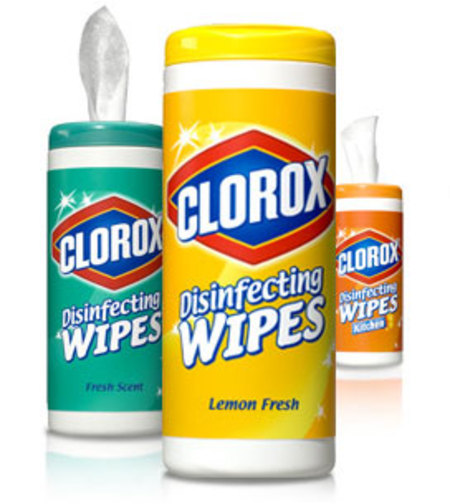 CLOROX
Disinfecting
WIPES
Fresh Scent
CLOROX
Disinfecting
WIPES
Lemon Fresh
CLOROX
Disinfecting
WIPES
Kitchen